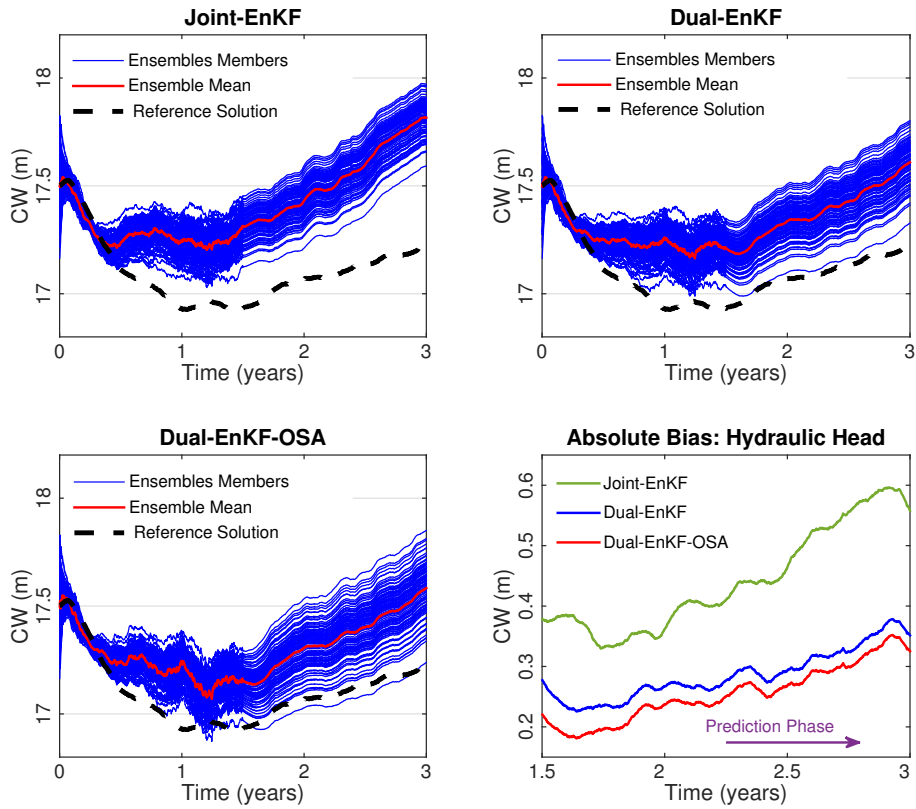 Joint-EnKF
CW (m)
18
17.5
17
Ensembles Members
Ensemble Mean
Reference Solution
0 1 2 3
Time (years)
Dual-EnKF
CW (m)
18
17.5
17
Ensembles Members
Ensemble Mean
Reference Solution
0 1 2 3
Time (years)
Dual-EnKF-OSA
CW (m)
18
17.5
17
Ensembles Members
Ensemble Mean
Reference Solution
0 1 2 3
Time (years)
Absolute Bias: Hydraulic Head
CW (m)
0.6
0.5
0.4
0.3
0.2
Joint-EnKF
Dual-EnKF
Dual-EnKF-OSA
Prediction Phase
1.5 2 2.5 3
Time (years)